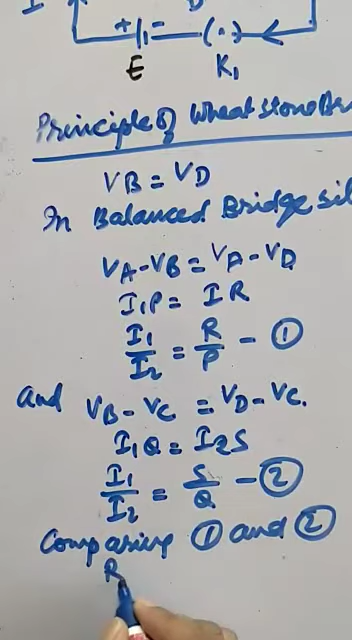 I D
+ -
E K1
Principle of Wheatstone
VB = VD
In Balanced Bridge
VA-VB = VA-VD
I1P = IR
I1/I2 = R/P - ①
and VB - VC = VD - VC.
I1Q = I2S
I1/I2 = S/Q - ②
Comparing ① and ②
R